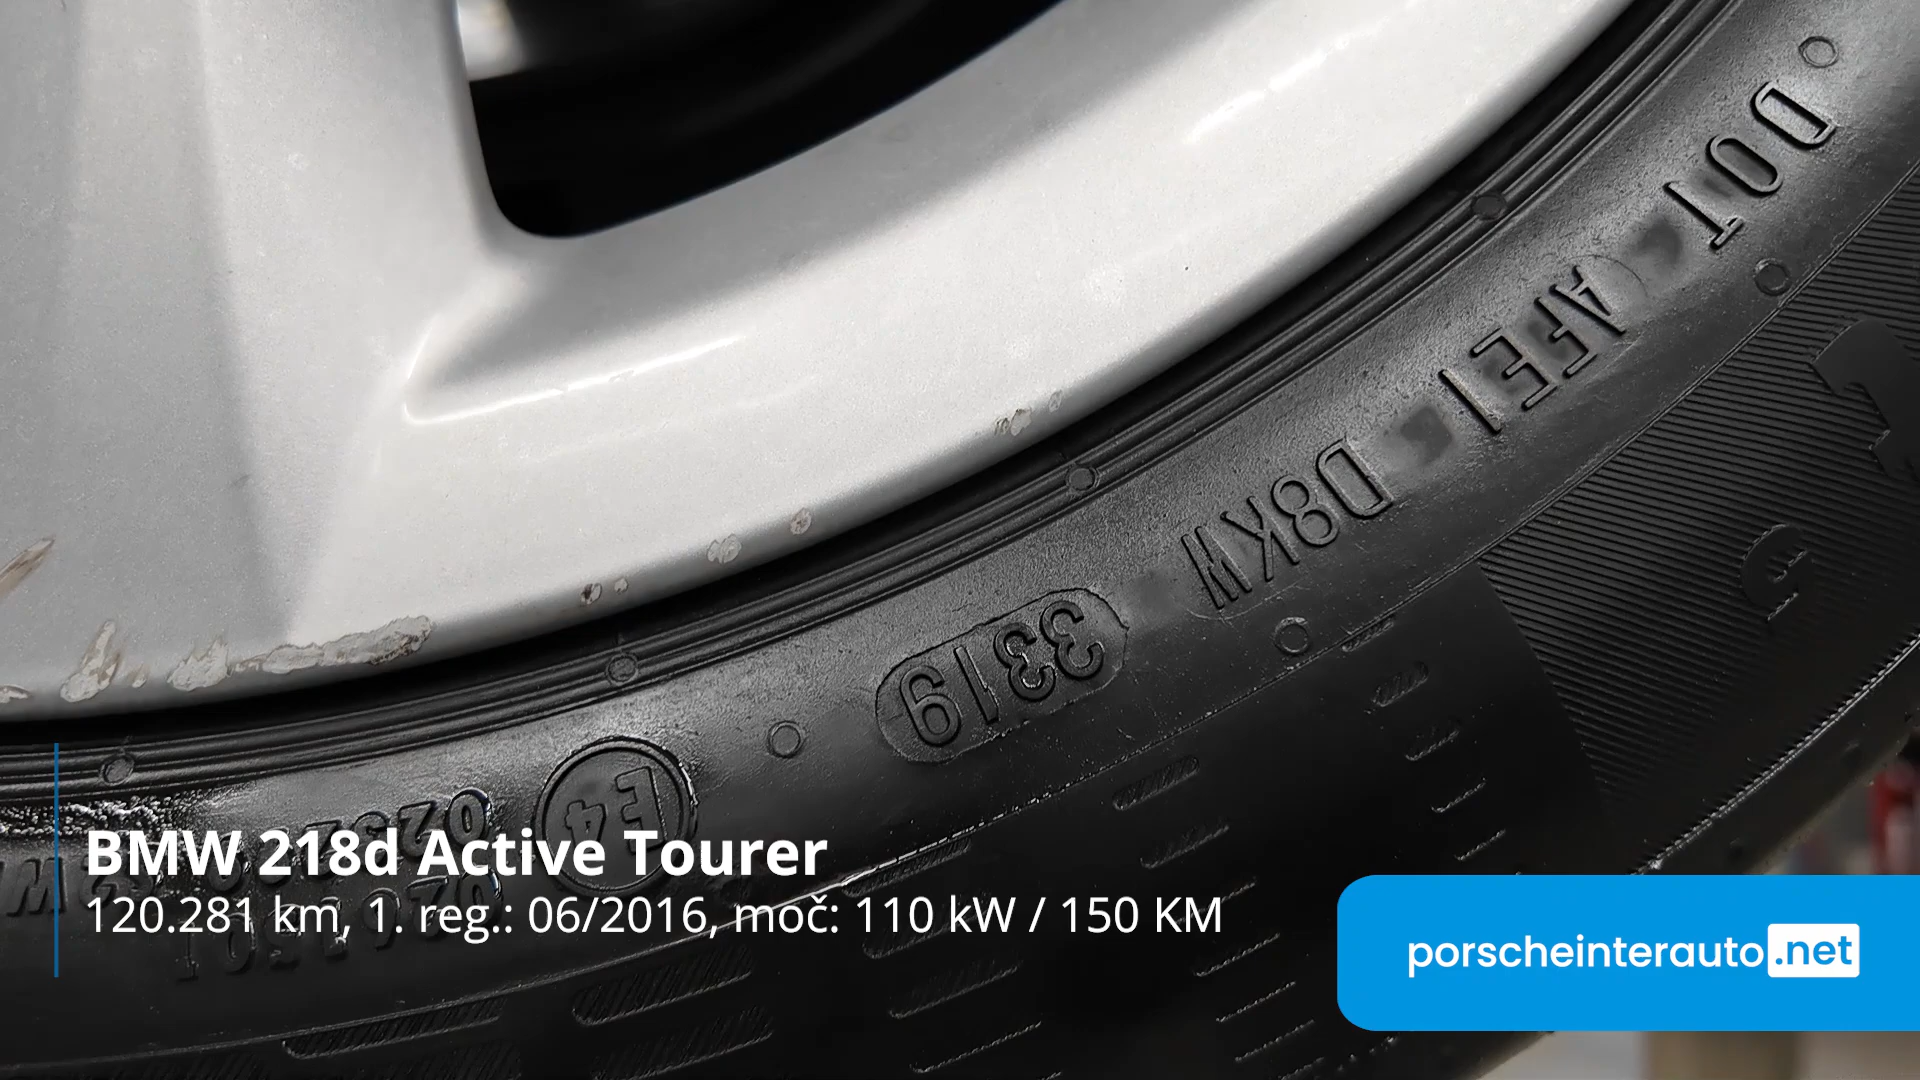 DOT AFE1 D8KW 3319
E4
BMW 218d Active Tourer
120.281 km, 1. reg.: 06/2016, moč: 110 kW / 150 KM
porscheinterauto.net